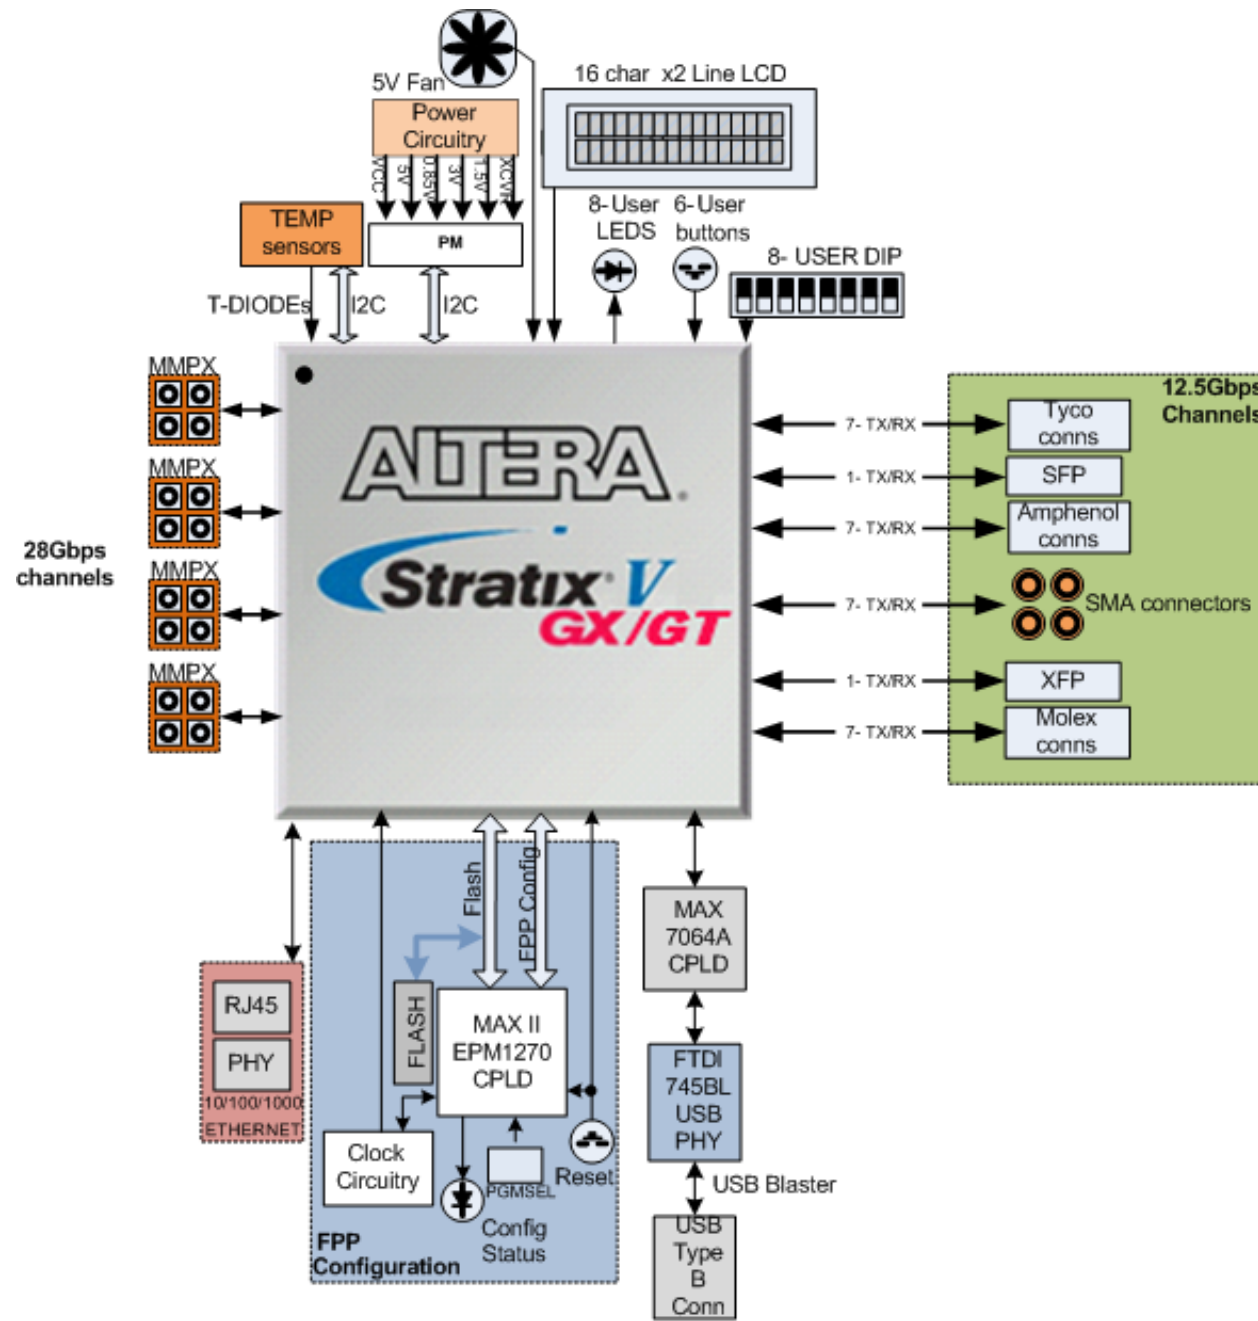 5V Fan
16 char x2 Line LCD
Power
Circuitry
VCC
5V
0.85V
3V
1.5V
XCVR
TEMP
sensors
PM
8-User
LEDS
6-User
buttons
8- USER DIP
T-DIODEs
I2C
I2C
MMPX
MMPX
MMPX
MMPX
28Gbps
channels
ALTERA
Stratix V
GX/GT
7- TX/RX
1- TX/RX
7- TX/RX
7- TX/RX
1- TX/RX
7- TX/RX
12.5Gbps
Channels
Tyco
conns
SFP
Amphenol
conns
SMA connectors
XFP
Molex
conns
Flash
FPP Config
FLASH
MAX II
EPM1270
CPLD
Clock
Circuitry
PGMSEL
Reset
Config
Status
FPP
Configuration
RJ45
PHY
10/100/1000
ETHERNET
MAX
7064A
CPLD
FTDI
745BL
USB
PHY
USB Blaster
USB
Type
B
Conn